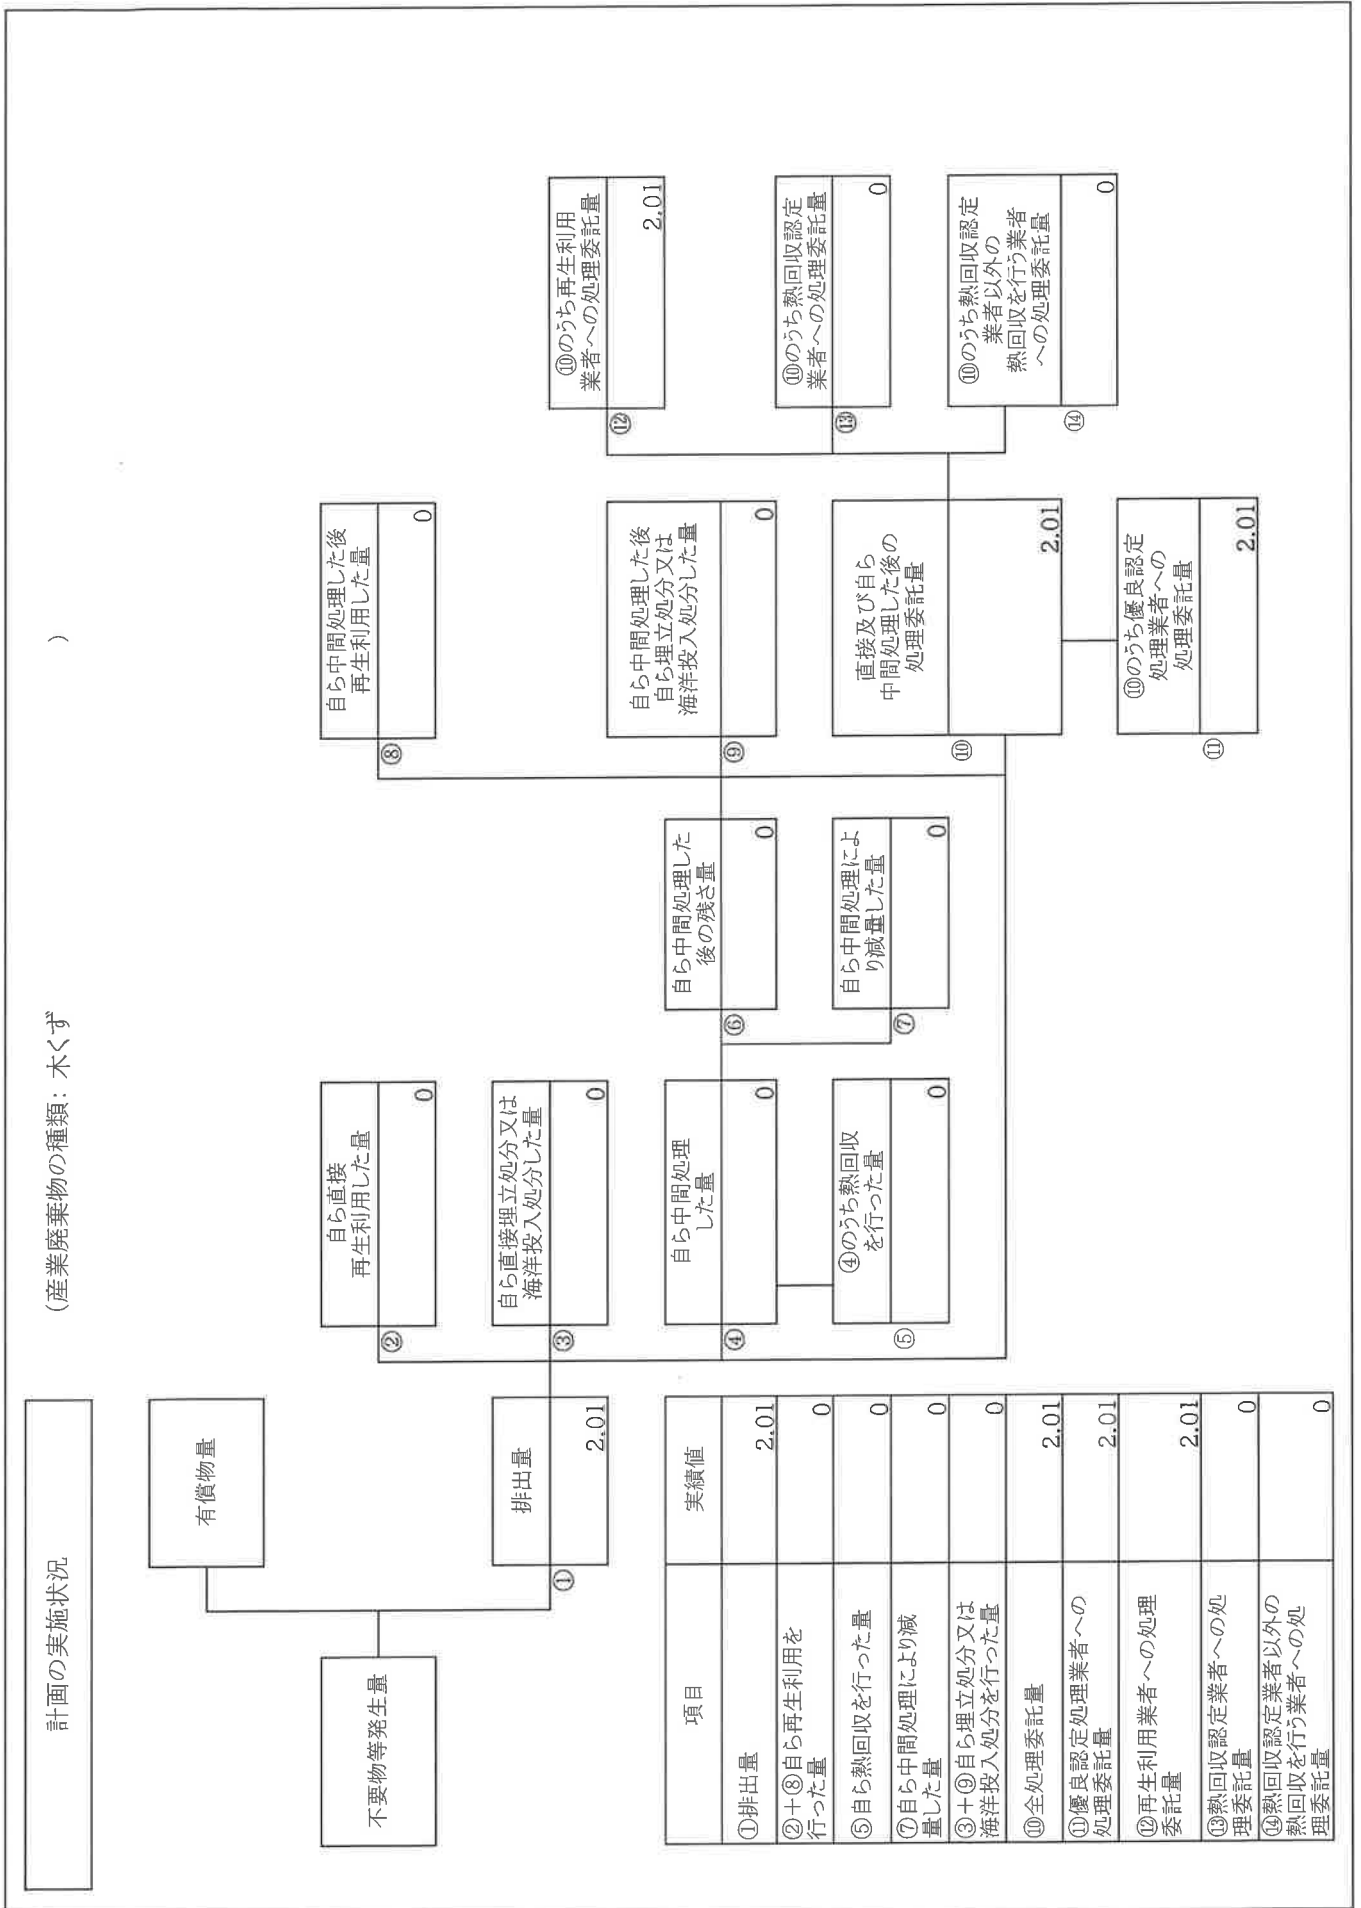 計画の実施状況
(産業廃棄物の種類: 木くず
)
不要物等発生量
有償物量
排出量
①
2.01
自ら直接
再生利用した量
②
0
自ら直接埋立処分又は
海洋投入処分した量
③
0
自ら中間処理
した量
④
0
④のうち熱回収
を行った量
⑤
0
自ら中間処理した
後の残さ量
⑥
0
自ら中間処理によ
り減量した量
⑦
0
自ら中間処理した後
再生利用した量
⑧
0
自ら中間処理した後
自ら埋立処分又は
海洋投入処分した量
⑨
0
直接及び自ら
中間処理した後の
処理委託量
⑩
2.01
⑩のうち優良認定
処理業者への
処理委託量
⑪
2.01
⑩のうち再生利用
業者への処理委託量
⑫
2.01
⑩のうち熱回収認定
業者への処理委託量
⑬
0
⑩のうち熱回収認定
業者以外の
熱回収を行う業者
への処理委託量
⑭
0
項目 実績値
①排出量 2.01
②+⑧自ら再生利用を
行った量 0
⑤自ら熱回収を行った量 0
⑦自ら中間処理により減
量した量 0
③+⑨自ら埋立処分又は
海洋投入処分を行った量 0
⑩全処理委託量 2.01
⑪優良認定処理業者への
処理委託量 2.01
⑫再生利用業者への処理
委託量 2.01
⑬熱回収認定業者への処
理委託量 0
⑭熱回収認定業者以外の
熱回収を行う業者への処
理委託量 0